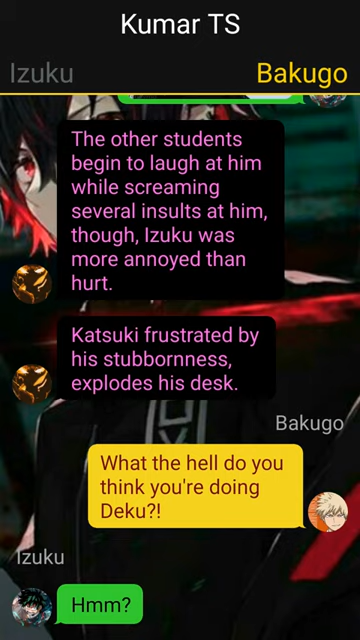 Kumar TS
Izuku
Bakugo
The other students
begin to laugh at him
while screaming
several insults at him,
though, Izuku was
more annoyed than
hurt.
Katsuki frustrated by
his stubbornness,
explodes his desk.
Bakugo
What the hell do you
think you're doing
Deku?!
Izuku
Hmm?